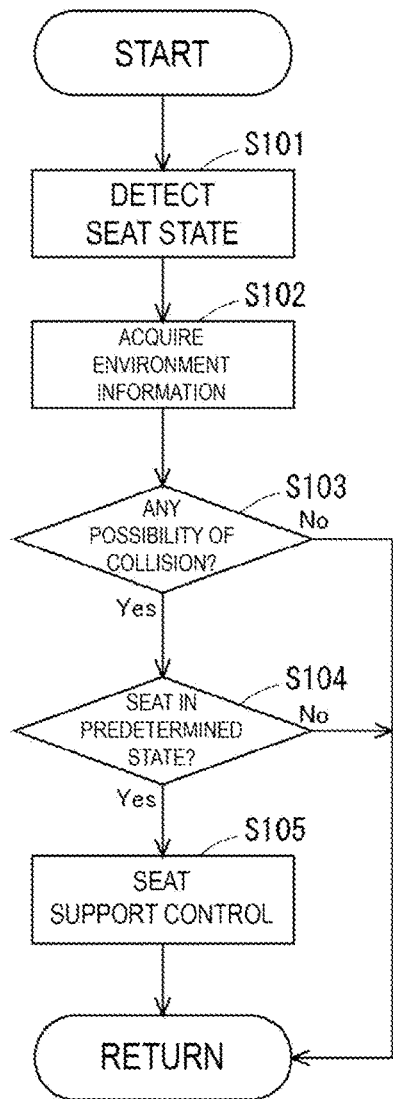 START
S101
DETECT
SEAT STATE
S102
ACQUIRE
ENVIRONMENT
INFORMATION
S103
ANY
POSSIBILITY OF
COLLISION?
No
Yes
S104
SEAT IN
PREDETERMINED
STATE?
No
Yes
S105
SEAT
SUPPORT CONTROL
RETURN